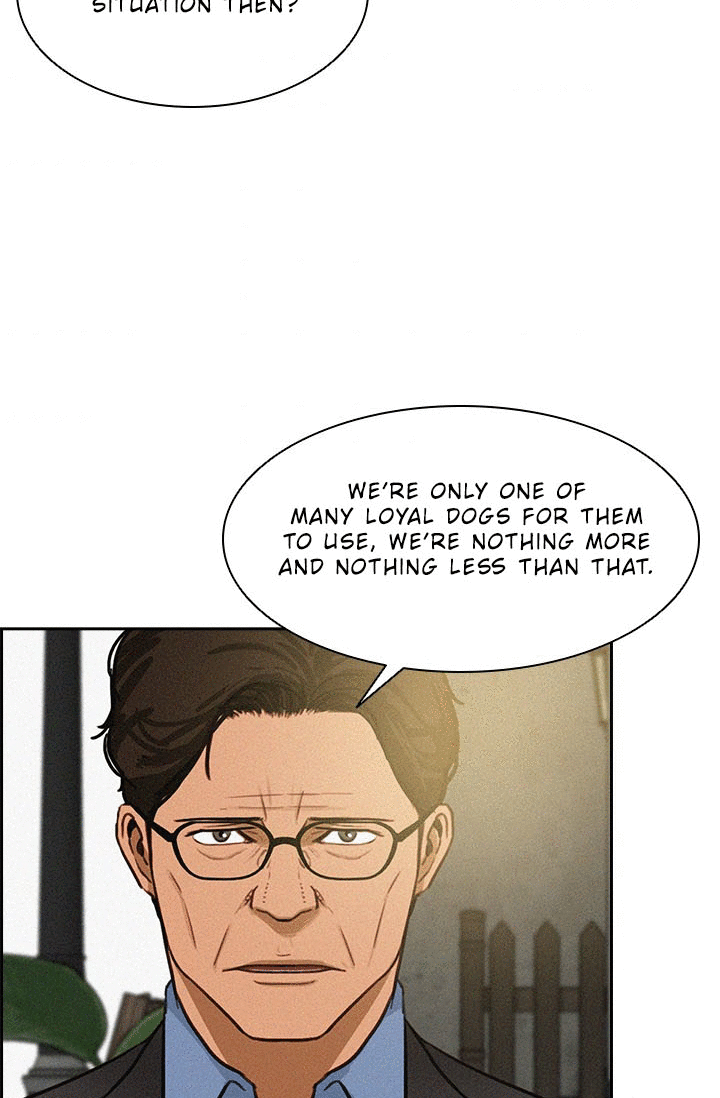 SITUATION THEN?
WE'RE ONLY ONE OF
MANY LOYAL DOGS FOR THEM
TO USE, WE'RE NOTHING MORE
AND NOTHING LESS THAN THAT.